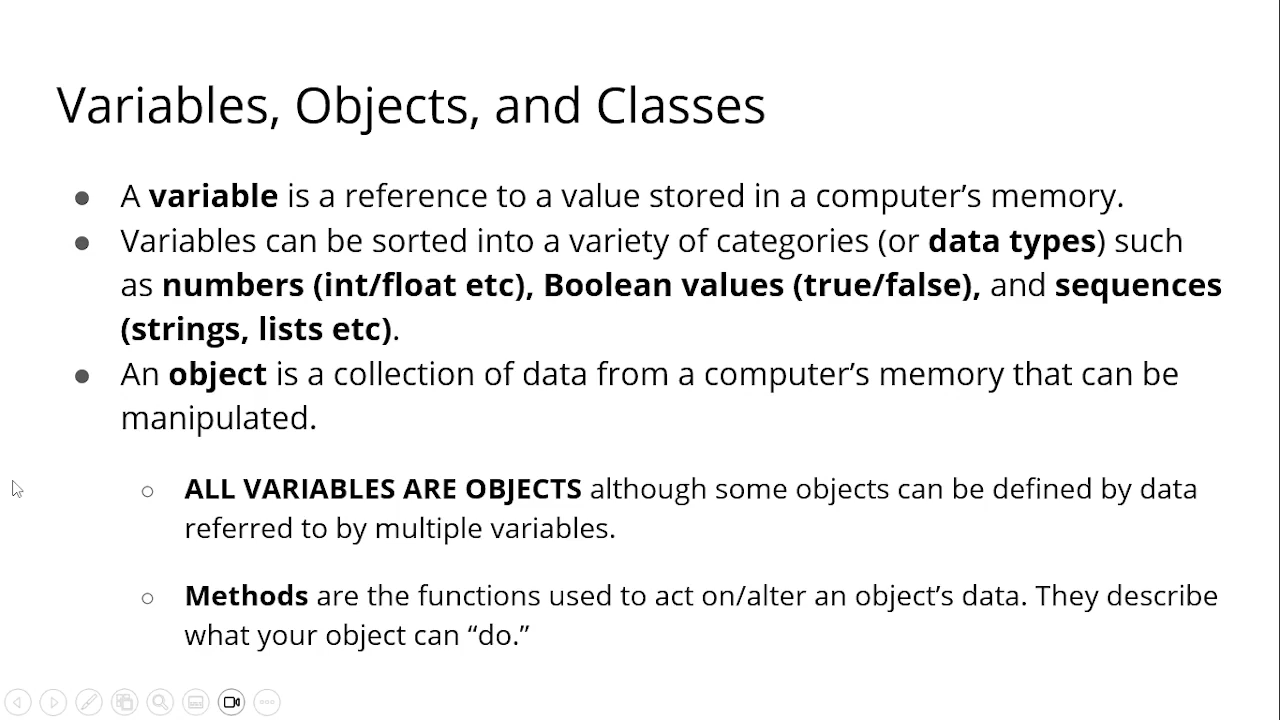 Variables, Objects, and Classes
● A variable is a reference to a value stored in a computer’s memory.
● Variables can be sorted into a variety of categories (or data types) such
as numbers (int/float etc), Boolean values (true/false), and sequences
(strings, lists etc).
● An object is a collection of data from a computer’s memory that can be
manipulated.
○ ALL VARIABLES ARE OBJECTS although some objects can be defined by data
referred to by multiple variables.
○ Methods are the functions used to act on/alter an object’s data. They describe
what your object can “do.”